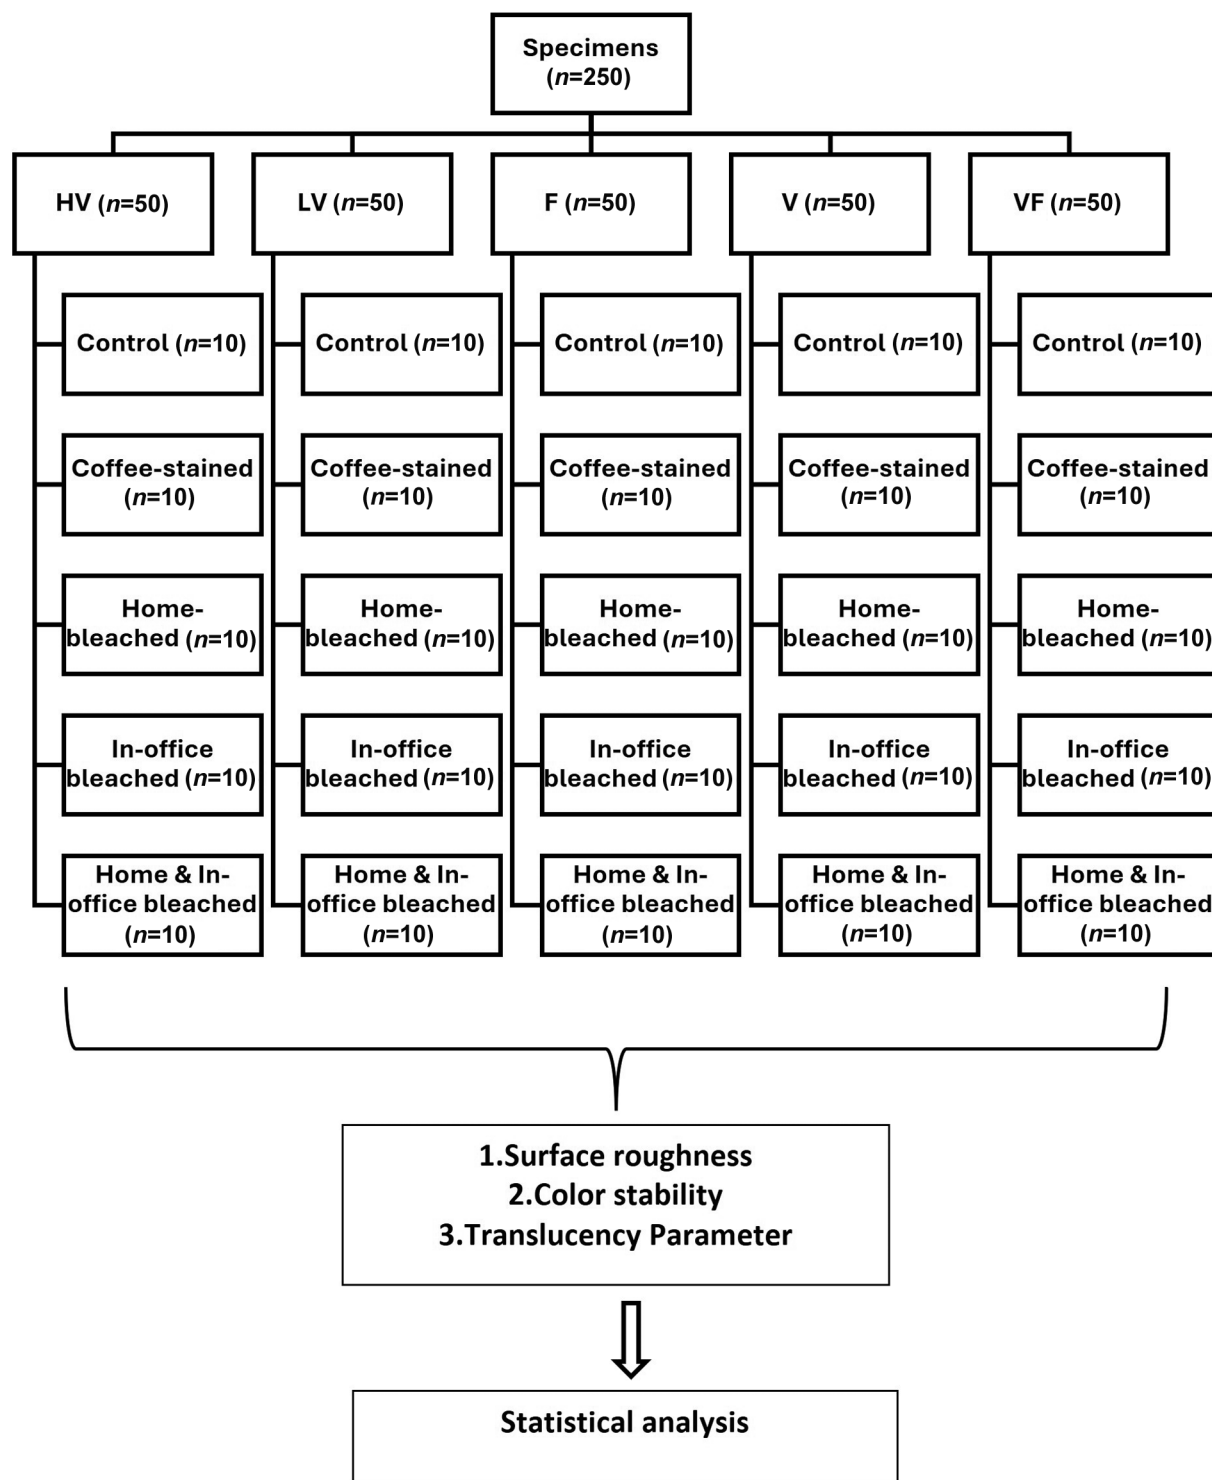 Specimens
(n=250)
HV (n=50)
LV (n=50)
F (n=50)
V (n=50)
VF (n=50)
Control (n=10)
Control (n=10)
Control (n=10)
Control (n=10)
Control (n=10)
Coffee-stained
(n=10)
Coffee-stained
(n=10)
Coffee-stained
(n=10)
Coffee-stained
(n=10)
Coffee-stained
(n=10)
Home-
bleached (n=10)
Home-
bleached (n=10)
Home-
bleached (n=10)
Home-
bleached (n=10)
Home-
bleached (n=10)
In-office
bleached (n=10)
In-office
bleached (n=10)
In-office
bleached (n=10)
In-office
bleached (n=10)
In-office
bleached (n=10)
Home & In-
office bleached
(n=10)
Home & In-
office bleached
(n=10)
Home & In-
office bleached
(n=10)
Home & In-
office bleached
(n=10)
Home & In-
office bleached
(n=10)
1.Surface roughness
2.Color stability
3.Translucency Parameter
Statistical analysis